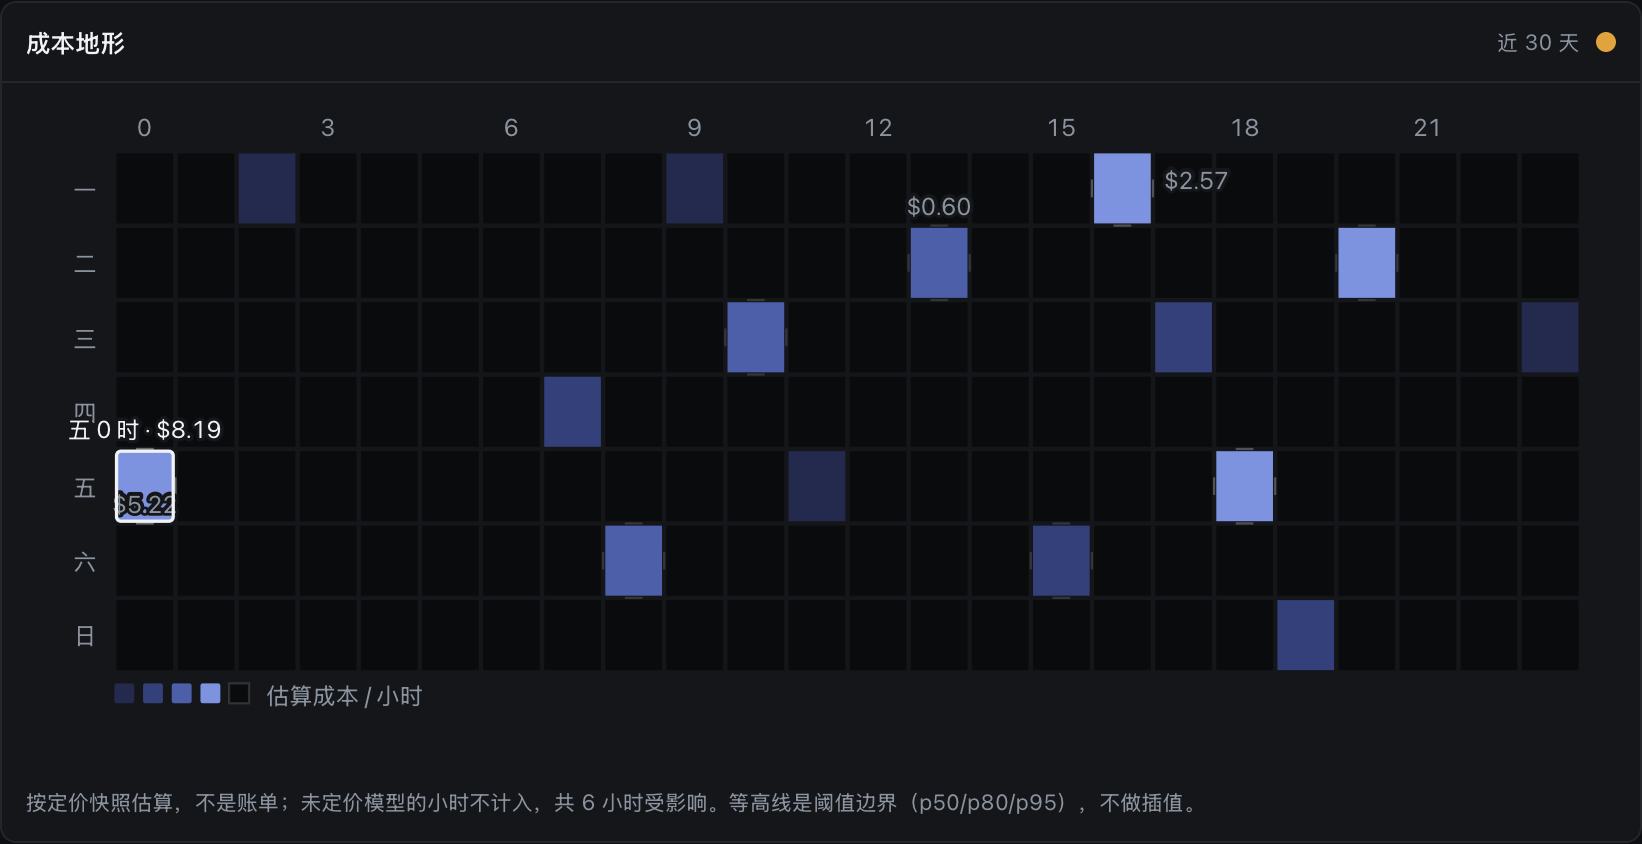 成本地形
近 30 天
0 3 6 9 12 15 18 21
一
$2.57
$0.60
二
三
四
五 0 时 · $8.19
五
$5.22
六
日
估算成本 / 小时
按定价快照估算，不是账单；未定价模型的小时不计入，共 6 小时受影响。等高线是阈值边界（p50/p80/p95），不做插值。